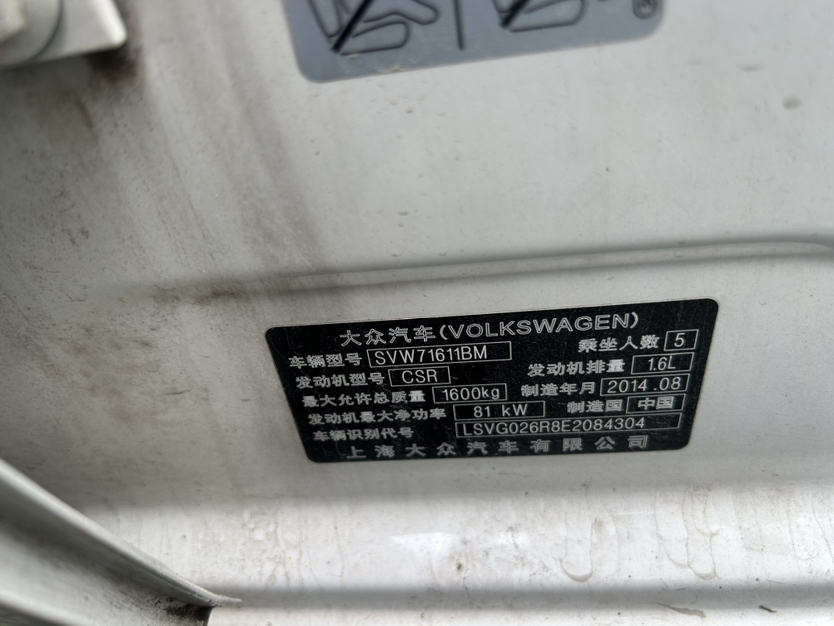 大众汽车(VOLKSWAGEN)
车辆型号 SVW71611BM 乘坐人数 5
发动机型号 CSR 发动机排量 1.6L
最大允许总质量 1600kg 制造年月 2014.08
发动机最大净功率 81 kW 制造国 中国
车辆识别代号 LSVG026R8E2084304
上海大众汽车有限公司